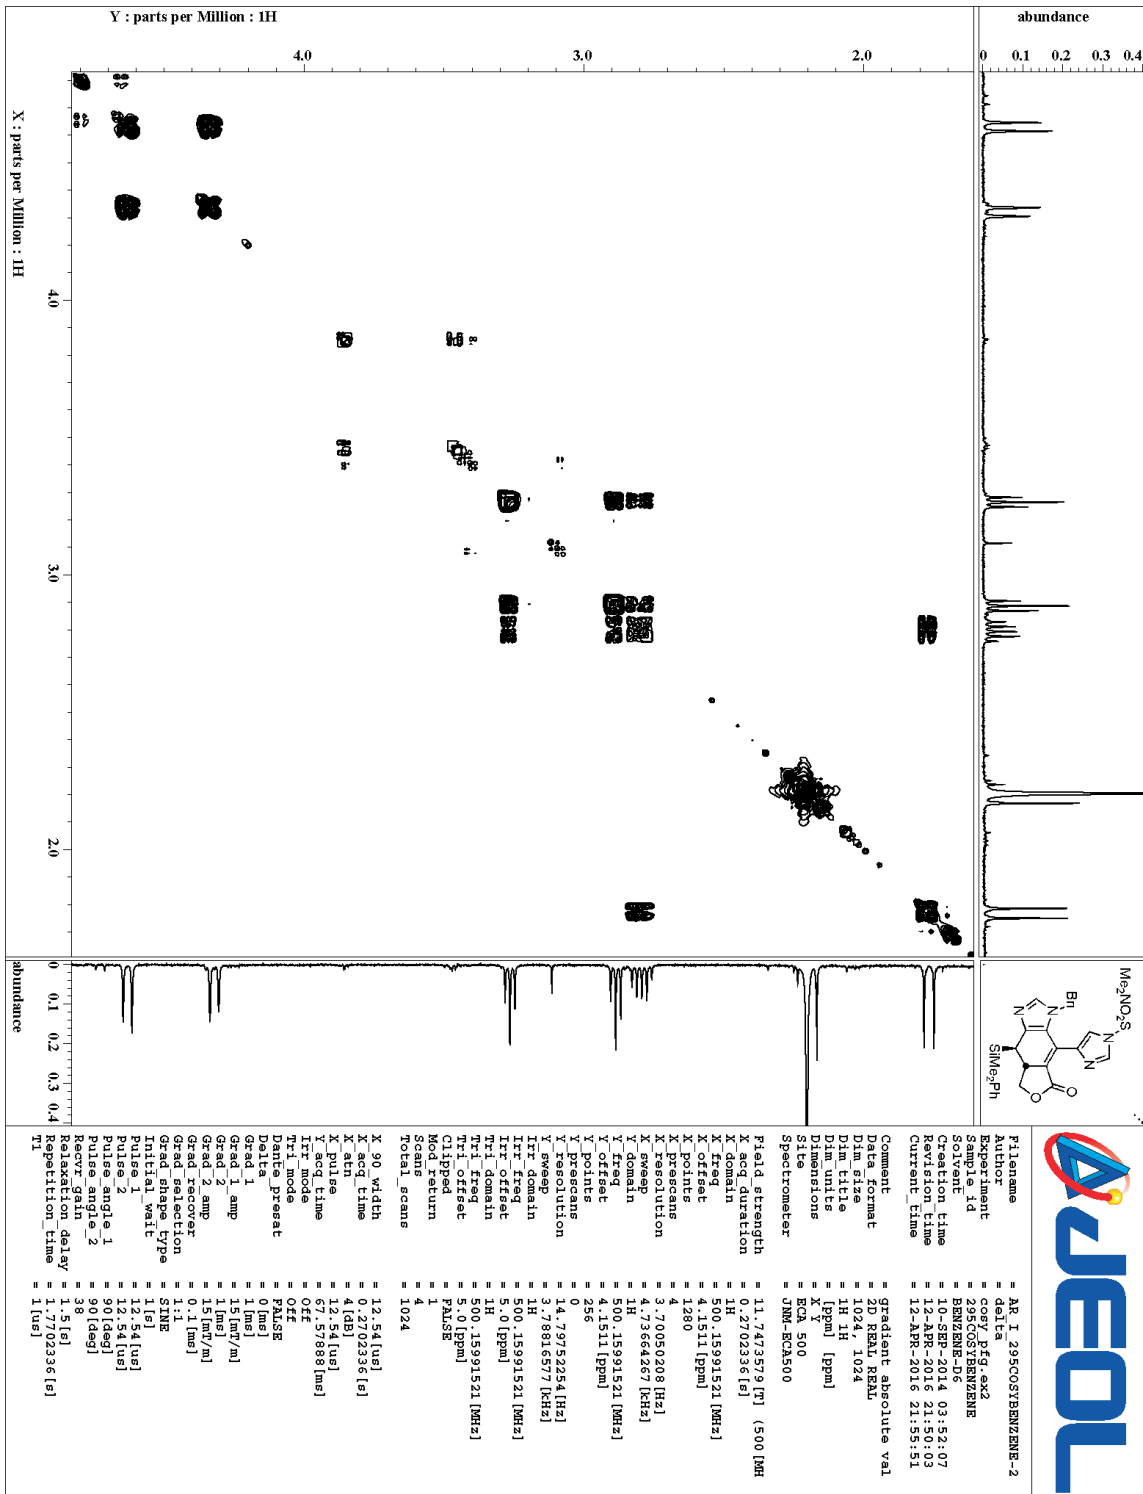 abundance
0 0.1 0.2 0.3 0.4
Y : parts per Million : 1H
4.0 3.0 2.0
X : parts per Million : 1H
4.0 3.0 2.0
abundance
0 0.1 0.2 0.3 0.4
Me2NO2S
Bn
N
N
N
N
O
O
SiMe2Ph
JEOL
Filename = AR_I_295COSYBENZENE-2
Author = delta
Experiment = cosy_pfg.ex2
Sample_id = 295COSYBENZENE
Solvent = BENZENE-D6
Creation_time = 10-SEP-2014 03:52:07
Revision_time = 12-APR-2016 21:50:03
Current_time = 12-APR-2016 21:55:51
Comment = gradient absolute val
Data_format = 2D REAL REAL
Dim_size = 1024, 1024
Dim_title = 1H 1H
Dim_units = [ppm] [ppm]
Dimensions = X Y
Site = ECA 500
Spectrometer = JNM-ECA500
Field_strength = 11.7473579[T] (500[MH
X_acq_duration = 0.2702336[s]
X_domain = 1H
X_freq = 500.15991521[MHz]
X_offset = 4.1511[ppm]
X_points = 1280
X_prescans = 4
X_resolution = 3.70050208[Hz]
X_sweep = 4.73664267[kHz]
Y_domain = 1H
Y_freq = 500.15991521[MHz]
Y_offset = 4.1511[ppm]
Y_points = 256
Y_prescans = 0
Y_resolution = 14.79752254[Hz]
Y_sweep = 3.78816577[kHz]
Irr_domain = 1H
Irr_freq = 500.15991521[MHz]
Irr_offset = 5.0[ppm]
Tri_domain = 1H
Tri_freq = 500.15991521[MHz]
Tri_offset = 5.0[ppm]
Clipped = FALSE
Mod_return = 1
Scans = 4
Total_scans = 1024
X_90_width = 12.54[us]
X_acq_time = 0.2702336[s]
X_atn = 4[dB]
X_pulse = 12.54[us]
Y_acq_time = 67.57888[ms]
Irr_mode = Off
Tri_mode = Off
Dante_presat = FALSE
Delta = 0[ms]
Grad_1 = 1[ms]
Grad_1_amp = 15[mT/m]
Grad_2 = 1[ms]
Grad_2_amp = 15[mT/m]
Grad_recover = 0.1[ms]
Grad_selection = 1:1
Grad_shape_type = SINE
Initial_wait = 1[s]
Pulse_1 = 12.54[us]
Pulse_2 = 12.54[us]
Pulse_angle_1 = 90[deg]
Pulse_angle_2 = 90[deg]
Recvr_gain = 38
Relaxation_delay = 1.5[s]
Repetition_time = 1.7702336[s]
T1 = 1[us]